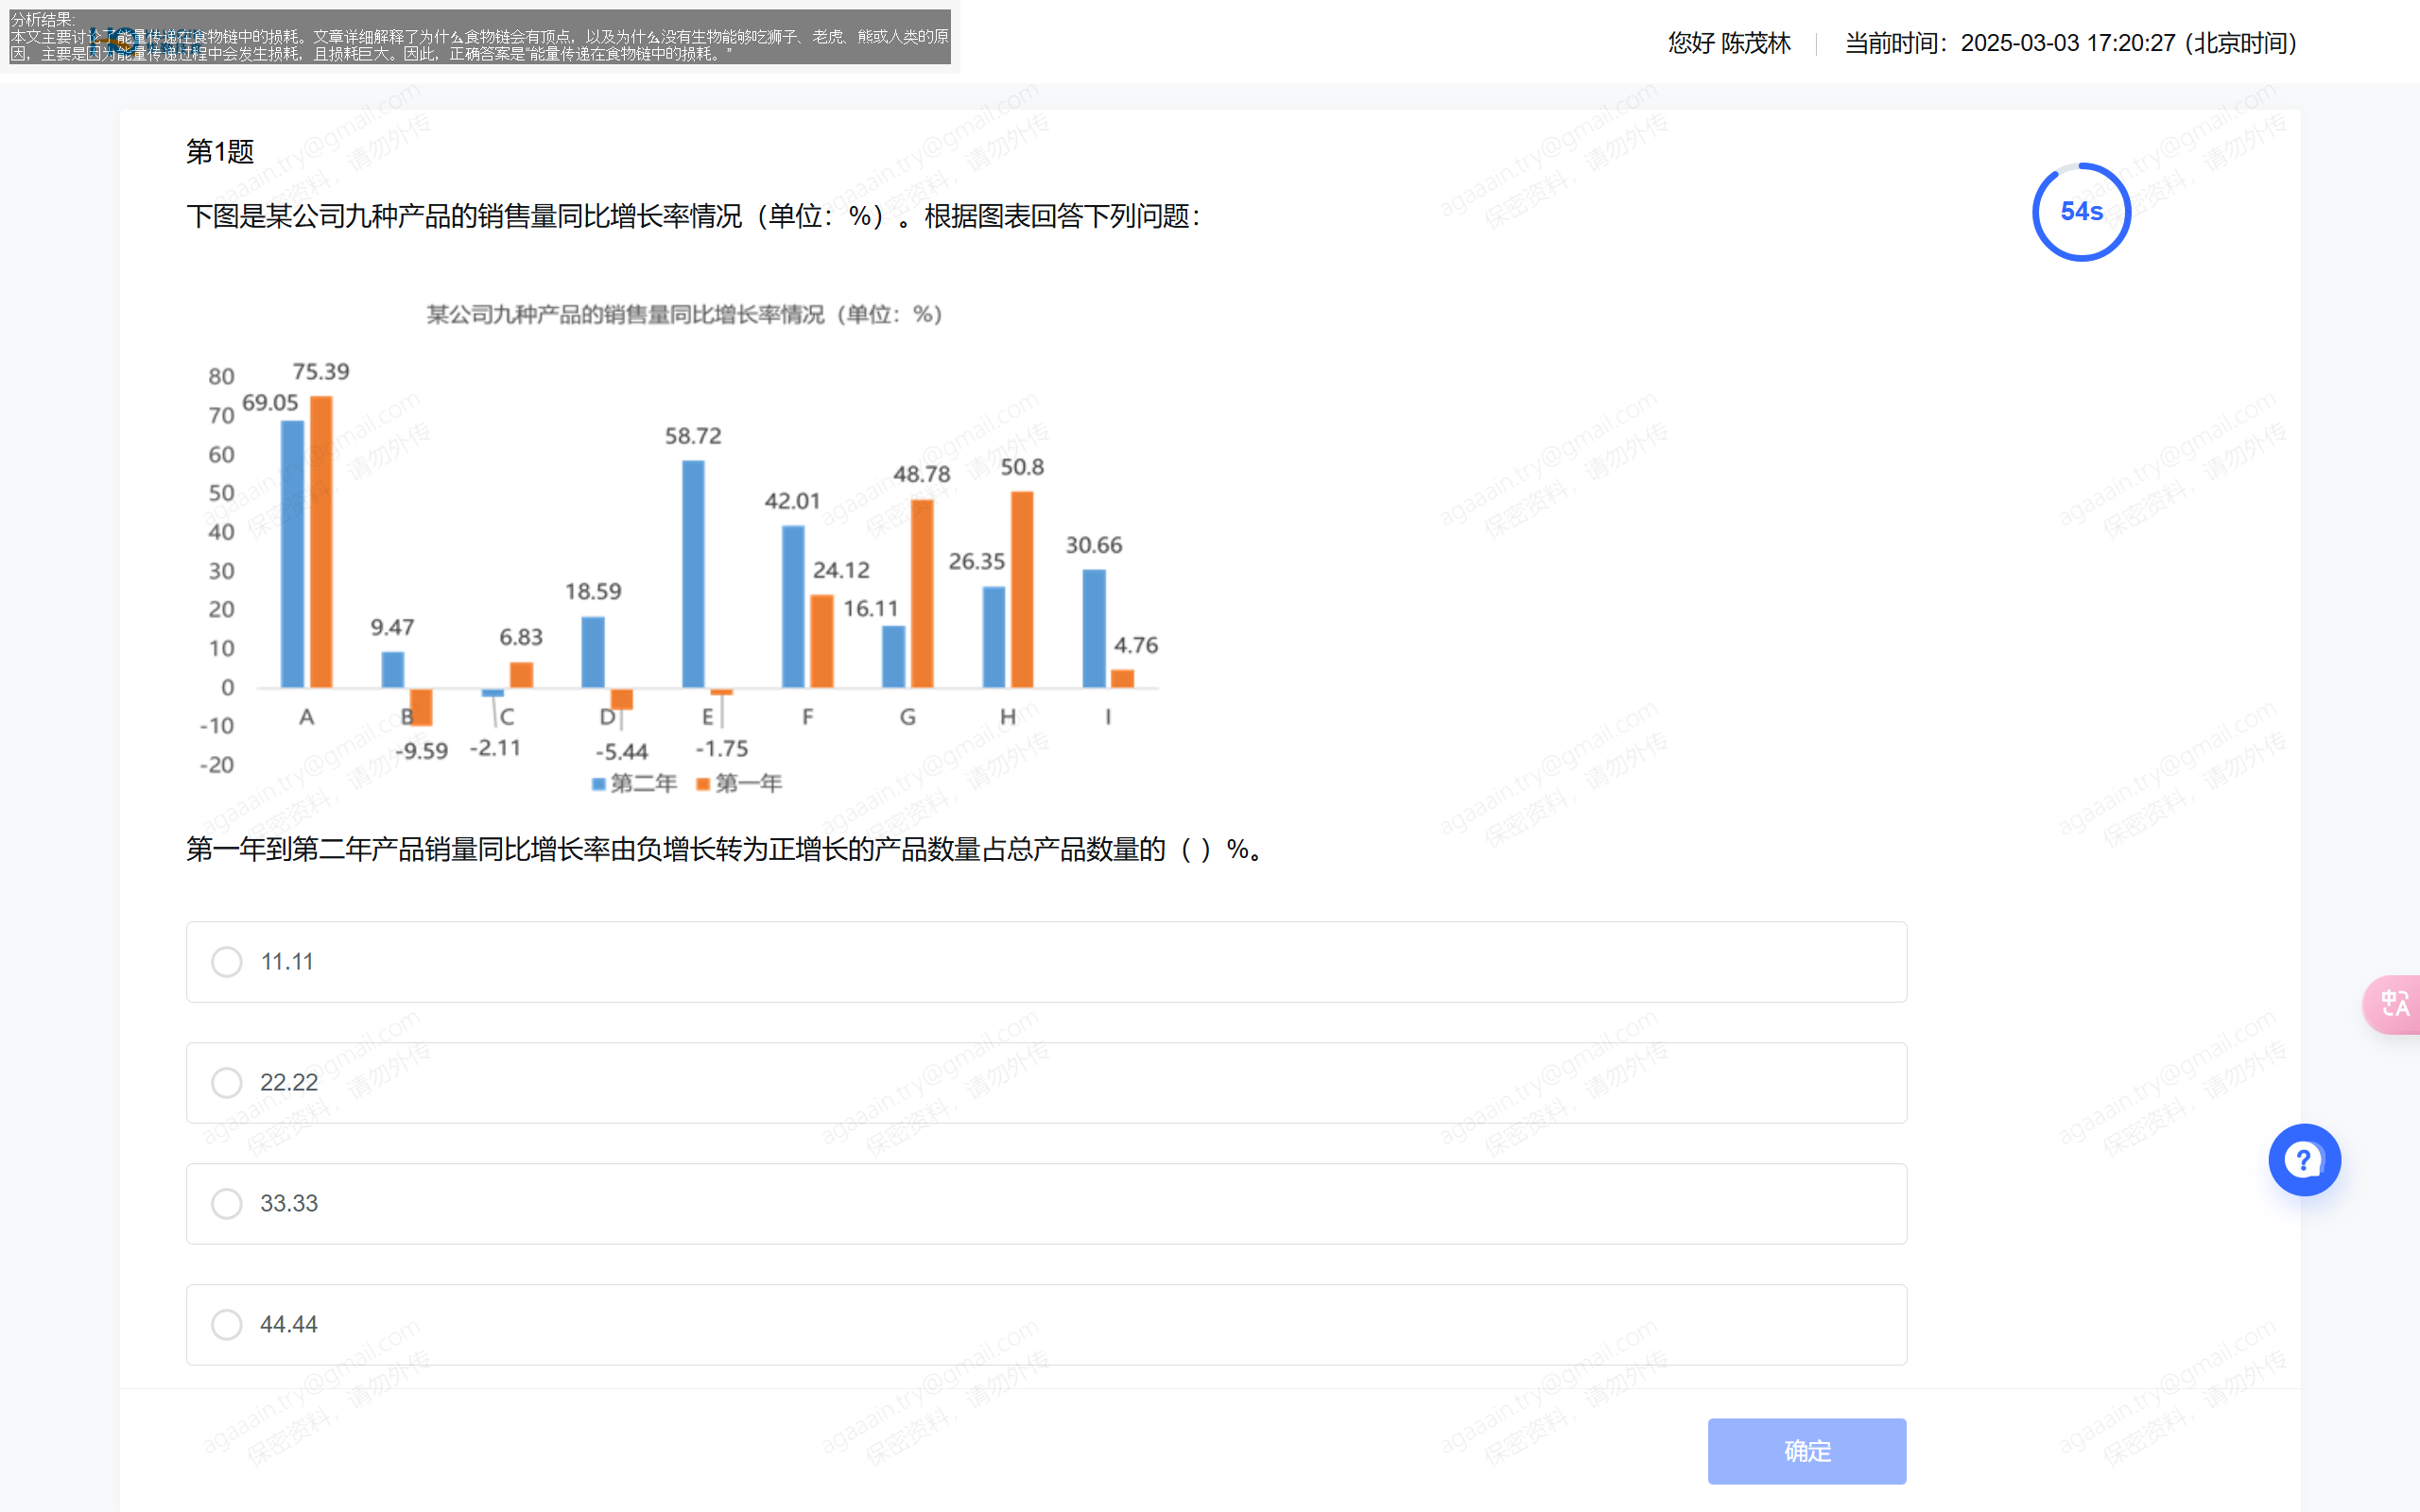 分析结果:
本文主要讨论了能量传递在食物链中的损耗。文章详细解释了为什么食物链会有顶点，以及为什么没有生物能够吃狮子、老虎、熊或人类的原
因，主要是因为能量传递过程中会发生损耗，且损耗巨大。因此，正确答案是“能量传递在食物链中的损耗。”
您好 陈茂林
当前时间：2025-03-03 17:20:27 (北京时间)
第1题
54s
下图是某公司九种产品的销售量同比增长率情况（单位：%）。根据图表回答下列问题：
某公司九种产品的销售量同比增长率情况（单位：%）
80
70
60
50
40
30
20
10
0
-10
-20
69.05
75.39
9.47
-9.59
-2.11
6.83
18.59
-5.44
58.72
-1.75
42.01
24.12
16.11
48.78
26.35
50.8
30.66
4.76
A B C D E F G H I
第二年 第一年
第一年到第二年产品销量同比增长率由负增长转为正增长的产品数量占总产品数量的（ ）%。
11.11
22.22
33.33
44.44
确定
中A
?
agaaain.try@gmail.com
保密资料，请勿外传